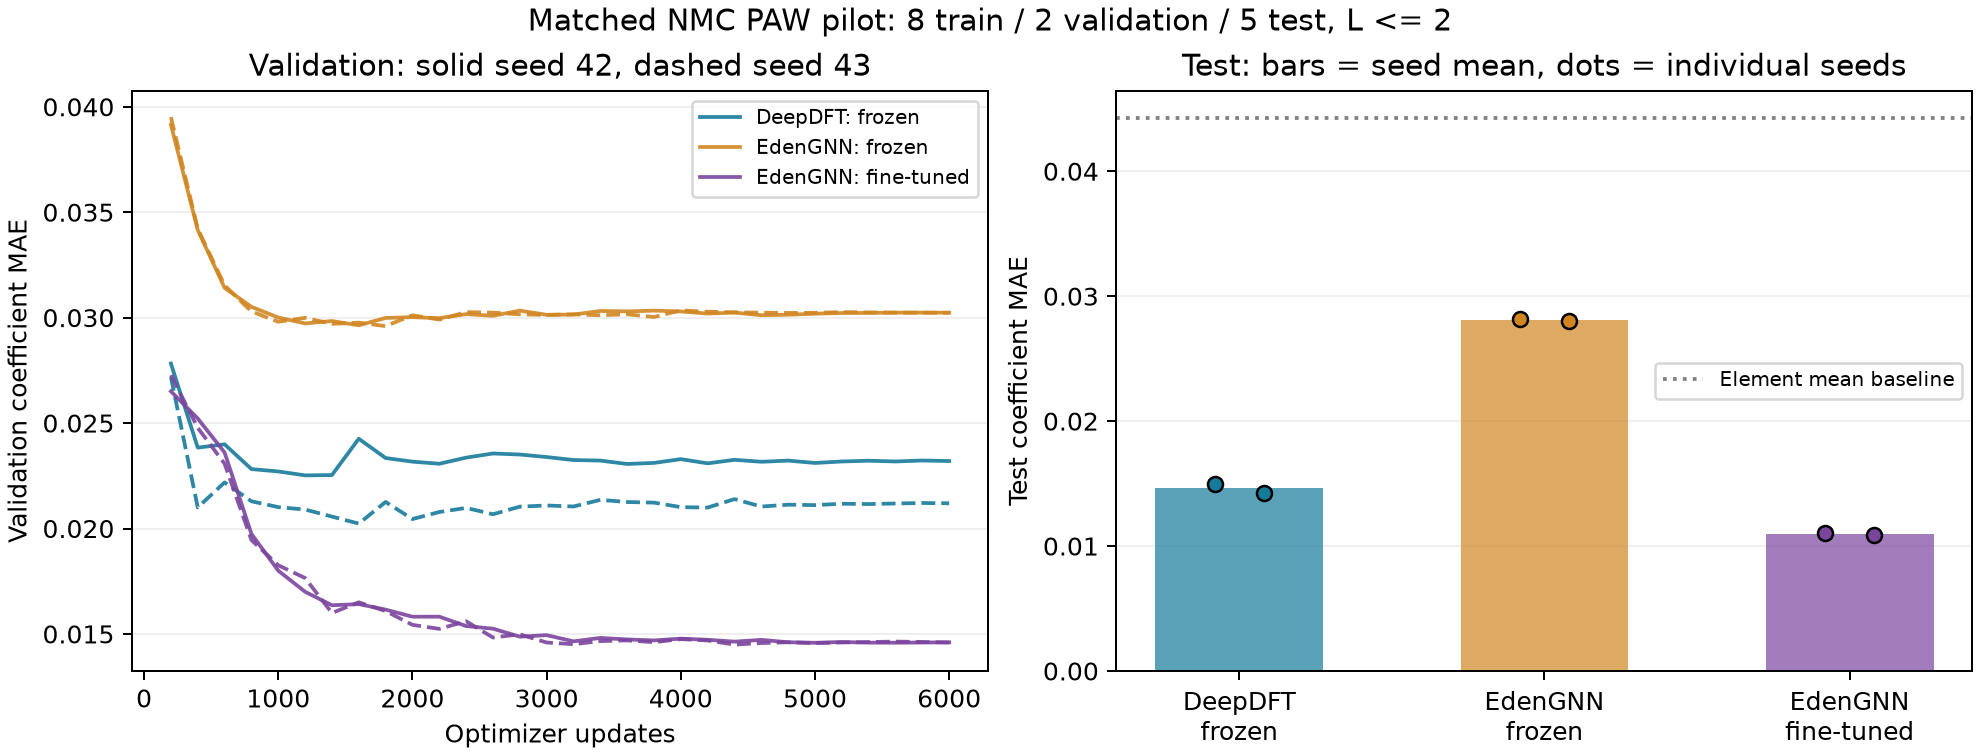 Matched NMC PAW pilot: 8 train / 2 validation / 5 test, L <= 2
Validation: solid seed 42, dashed seed 43
Validation coefficient MAE
0.040
0.035
0.030
0.025
0.020
0.015
DeepDFT: frozen
EdenGNN: frozen
EdenGNN: fine-tuned
0
1000
2000
3000
4000
5000
6000
Optimizer updates
Test: bars = seed mean, dots = individual seeds
Test coefficient MAE
0.04
0.03
0.02
0.01
0.00
Element mean baseline
DeepDFT
frozen
EdenGNN
frozen
EdenGNN
fine-tuned